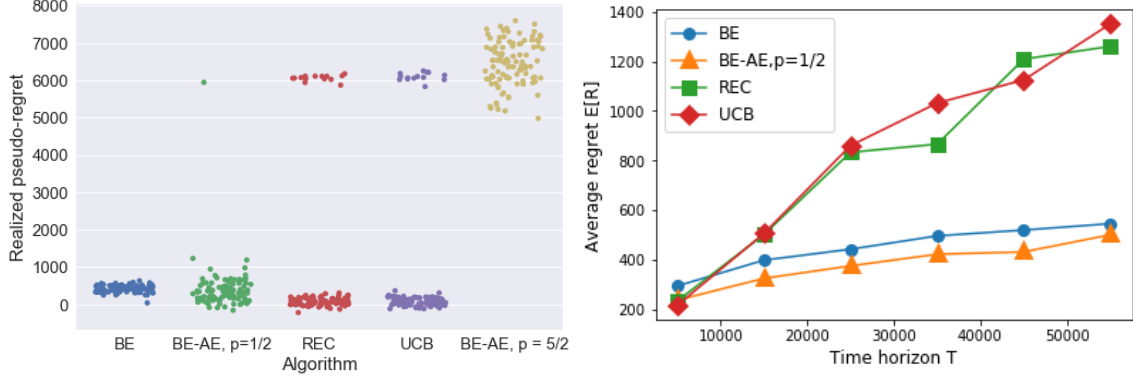 8000
7000
6000
5000
4000
3000
2000
1000
0
Realized pseudo-regret
BE
BE-AE, p=1/2
REC
UCB
BE-AE, p = 5/2
Algorithm
1400
1200
1000
800
600
400
200
Average regret E[R]
BE
BE-AE,p=1/2
REC
UCB
10000
20000
30000
40000
50000
Time horizon T